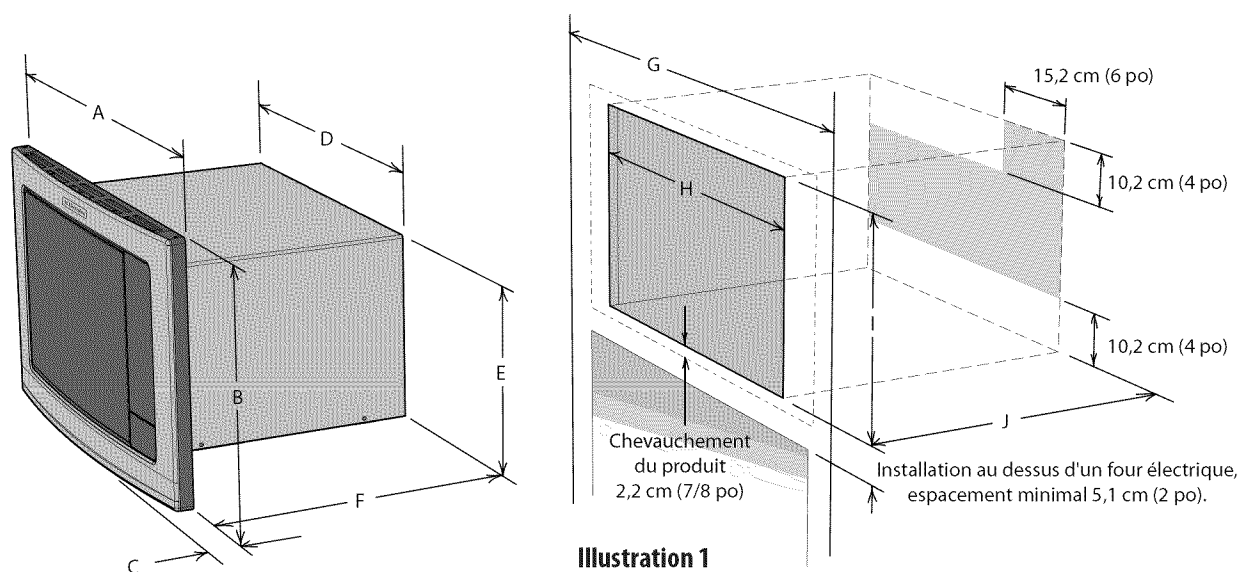 A
D
B
E
F
C
G
H
15,2 cm (6 po)
10,2 cm (4 po)
10,2 cm (4 po)
J
Chevauchement
du produit
2,2 cm (7/8 po)
Installation au dessus d'un four électrique,
espacement minimal 5,1 cm (2 po).
Illustration 1